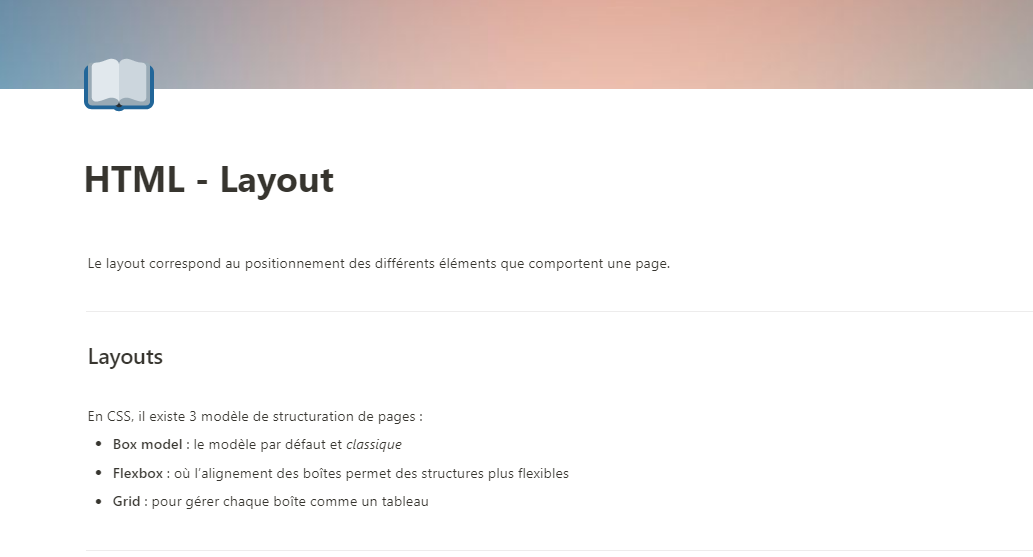 HTML - Layout
Le layout correspond au positionnement des différents éléments que comportent une page.
Layouts
En CSS, il existe 3 modèle de structuration de pages :
• Box model : le modèle par défaut et classique
• Flexbox : où l’alignement des boîtes permet des structures plus flexibles
• Grid : pour gérer chaque boîte comme un tableau